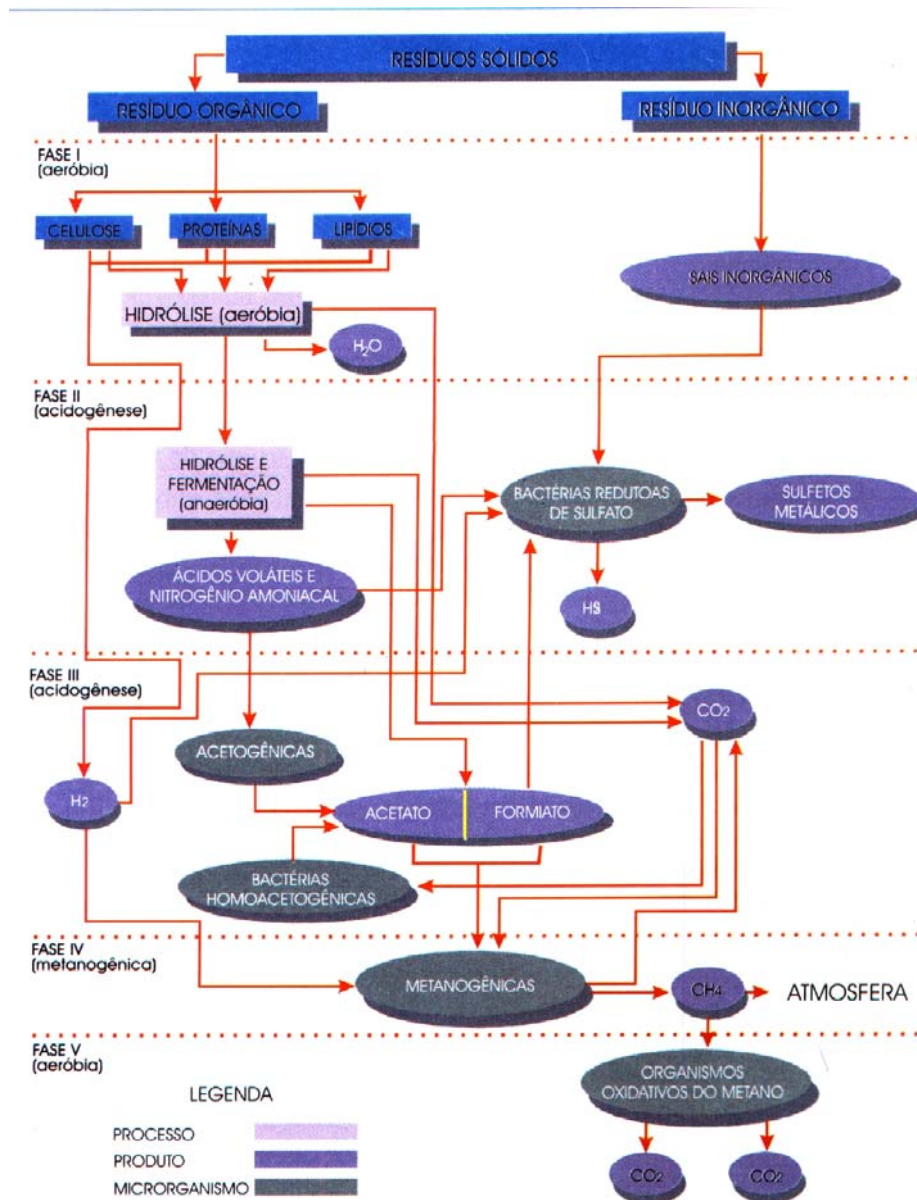 RESÍDUOS SÓLIDOS
RESÍDUO ORGÂNICO
RESÍDUO INORGÂNICO
FASE I
(aeróbia)
CELULOSE
PROTEÍNAS
LIPÍDIOS
SAIS INORGÂNICOS
HIDRÓLISE (aeróbia)
H2O
FASE II
(acidogênese)
HIDRÓLISE E
FERMENTAÇÃO
(anaeróbia)
BACTÉRIAS REDUTOAS
DE SULFATO
SULFETOS
METÁLICOS
ÁCIDOS VOLÁTEIS E
NITROGÊNIO AMONIACAL
FASE III
(acidogênese)
CO2
ACETOGÊNICAS
H2
ACETATO
FORMIATO
BACTÉRIAS
HOMOACETOGÊNICAS
FASE IV
(metanogênica)
METANOGÊNICAS
CH4
ATMOSFERA
FASE V
(aeróbia)
ORGANISMOS
OXIDATIVOS DO METANO
LEGENDA
PROCESSO
PRODUTO
MICRORGANISMO
CO2
CO2